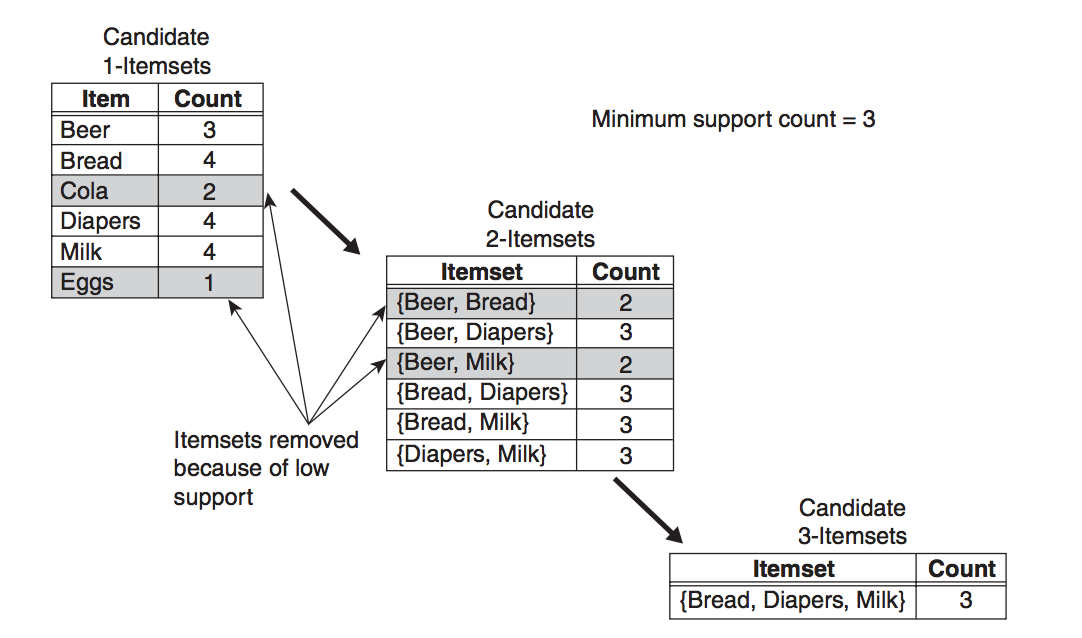 Candidate
1-Itemsets
Item Count
Beer 3
Bread 4
Cola 2
Diapers 4
Milk 4
Eggs 1
Minimum support count = 3
Candidate
2-Itemsets
Itemset Count
{Beer, Bread} 2
{Beer, Diapers} 3
{Beer, Milk} 2
{Bread, Diapers} 3
{Bread, Milk} 3
{Diapers, Milk} 3
Itemsets removed
because of low
support
Candidate
3-Itemsets
Itemset Count
{Bread, Diapers, Milk} 3